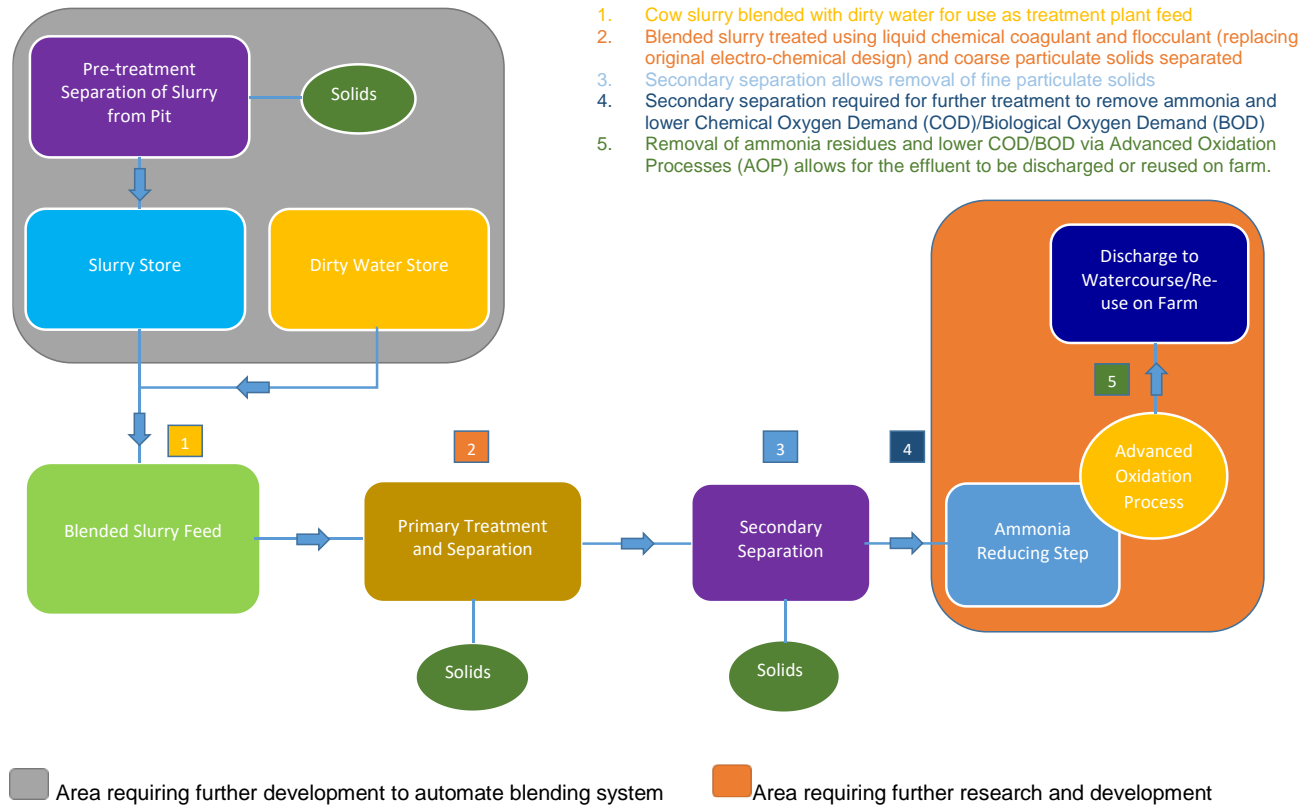 1. Cow slurry blended with dirty water for use as treatment plant feed
2. Blended slurry treated using liquid chemical coagulant and flocculant (replacing
original electro-chemical design) and coarse particulate solids separated
3. Secondary separation allows removal of fine particulate solids
4. Secondary separation required for further treatment to remove ammonia and
lower Chemical Oxygen Demand (COD)/Biological Oxygen Demand (BOD)
5. Removal of ammonia residues and lower COD/BOD via Advanced Oxidation
Processes (AOP) allows for the effluent to be discharged or reused on farm.
Pre-treatment
Separation of Slurry
from Pit
Solids
Slurry Store
Dirty Water Store
Discharge to
Watercourse/Re-
use on Farm
5
1
2
3
4
Advanced
Oxidation
Process
Blended Slurry Feed
Primary Treatment
and Separation
Secondary
Separation
Ammonia
Reducing Step
Solids
Solids
Area requiring further development to automate blending system
Area requiring further research and development